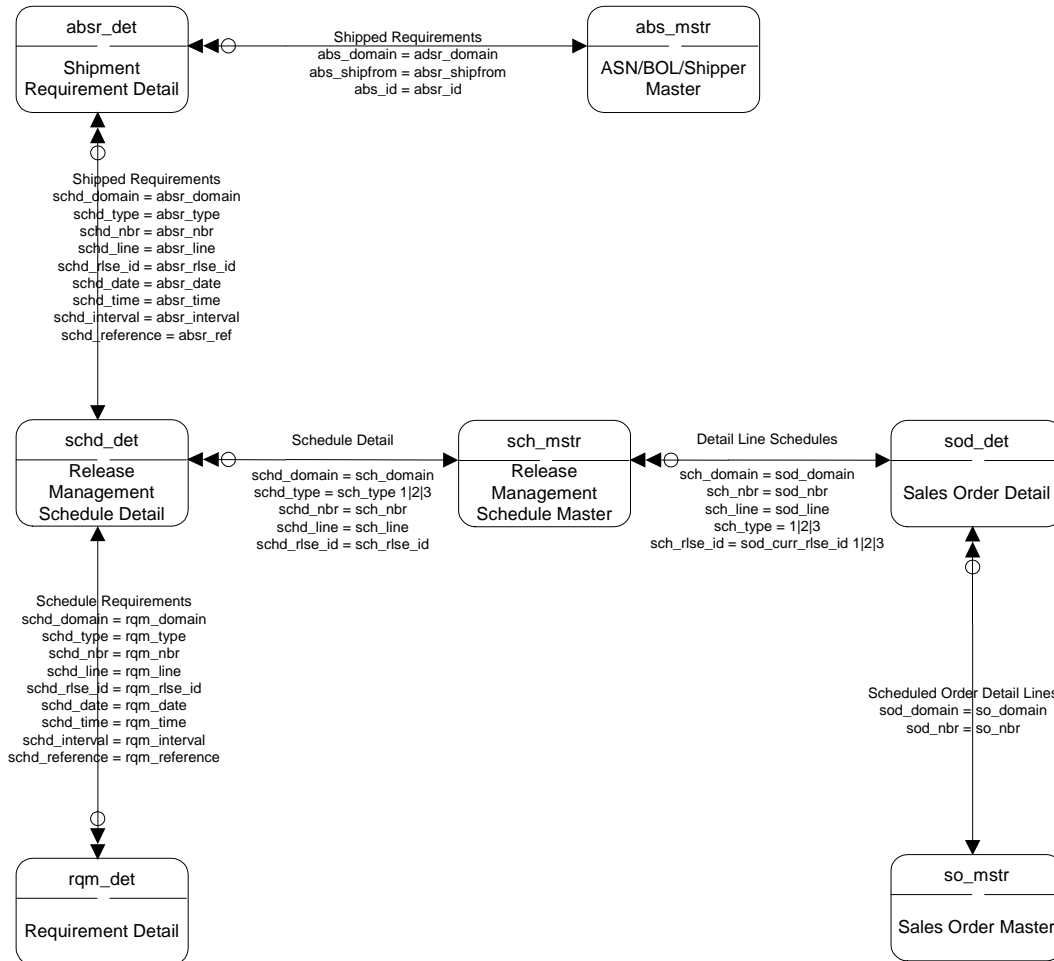 absr_det
Shipment
Requirement Detail
Shipped Requirements
abs_domain = adsr_domain
abs_shipfrom = absr_shipfrom
abs_id = absr_id
abs_mstr
ASN/BOL/Shipper
Master
Shipped Requirements
schd_domain = absr_domain
schd_type = absr_type
schd_nbr = absr_nbr
schd_line = absr_line
schd_rlse_id = absr_rlse_id
schd_date = absr_date
schd_time = absr_time
schd_interval = absr_interval
schd_reference = absr_ref
schd_det
Release
Management
Schedule Detail
Schedule Detail
schd_domain = sch_domain
schd_type = sch_type 1|2|3
schd_nbr = sch_nbr
schd_line = sch_line
schd_rlse_id = sch_rlse_id
sch_mstr
Release
Management
Schedule Master
Detail Line Schedules
sch_domain = sod_domain
sch_nbr = sod_nbr
sch_line = sod_line
sch_type = 1|2|3
sch_rlse_id = sod_curr_rlse_id 1|2|3
sod_det
Sales Order Detail
Schedule Requirements
schd_domain = rqm_domain
schd_type = rqm_type
schd_nbr = rqm_nbr
schd_line = rqm_line
schd_rlse_id = rqm_rlse_id
schd_date = rqm_date
schd_time = rqm_time
schd_interval = rqm_interval
schd_reference = rqm_reference
Scheduled Order Detail Lines
sod_domain = so_domain
sod_nbr = so_nbr
rqm_det
Requirement Detail
so_mstr
Sales Order Master